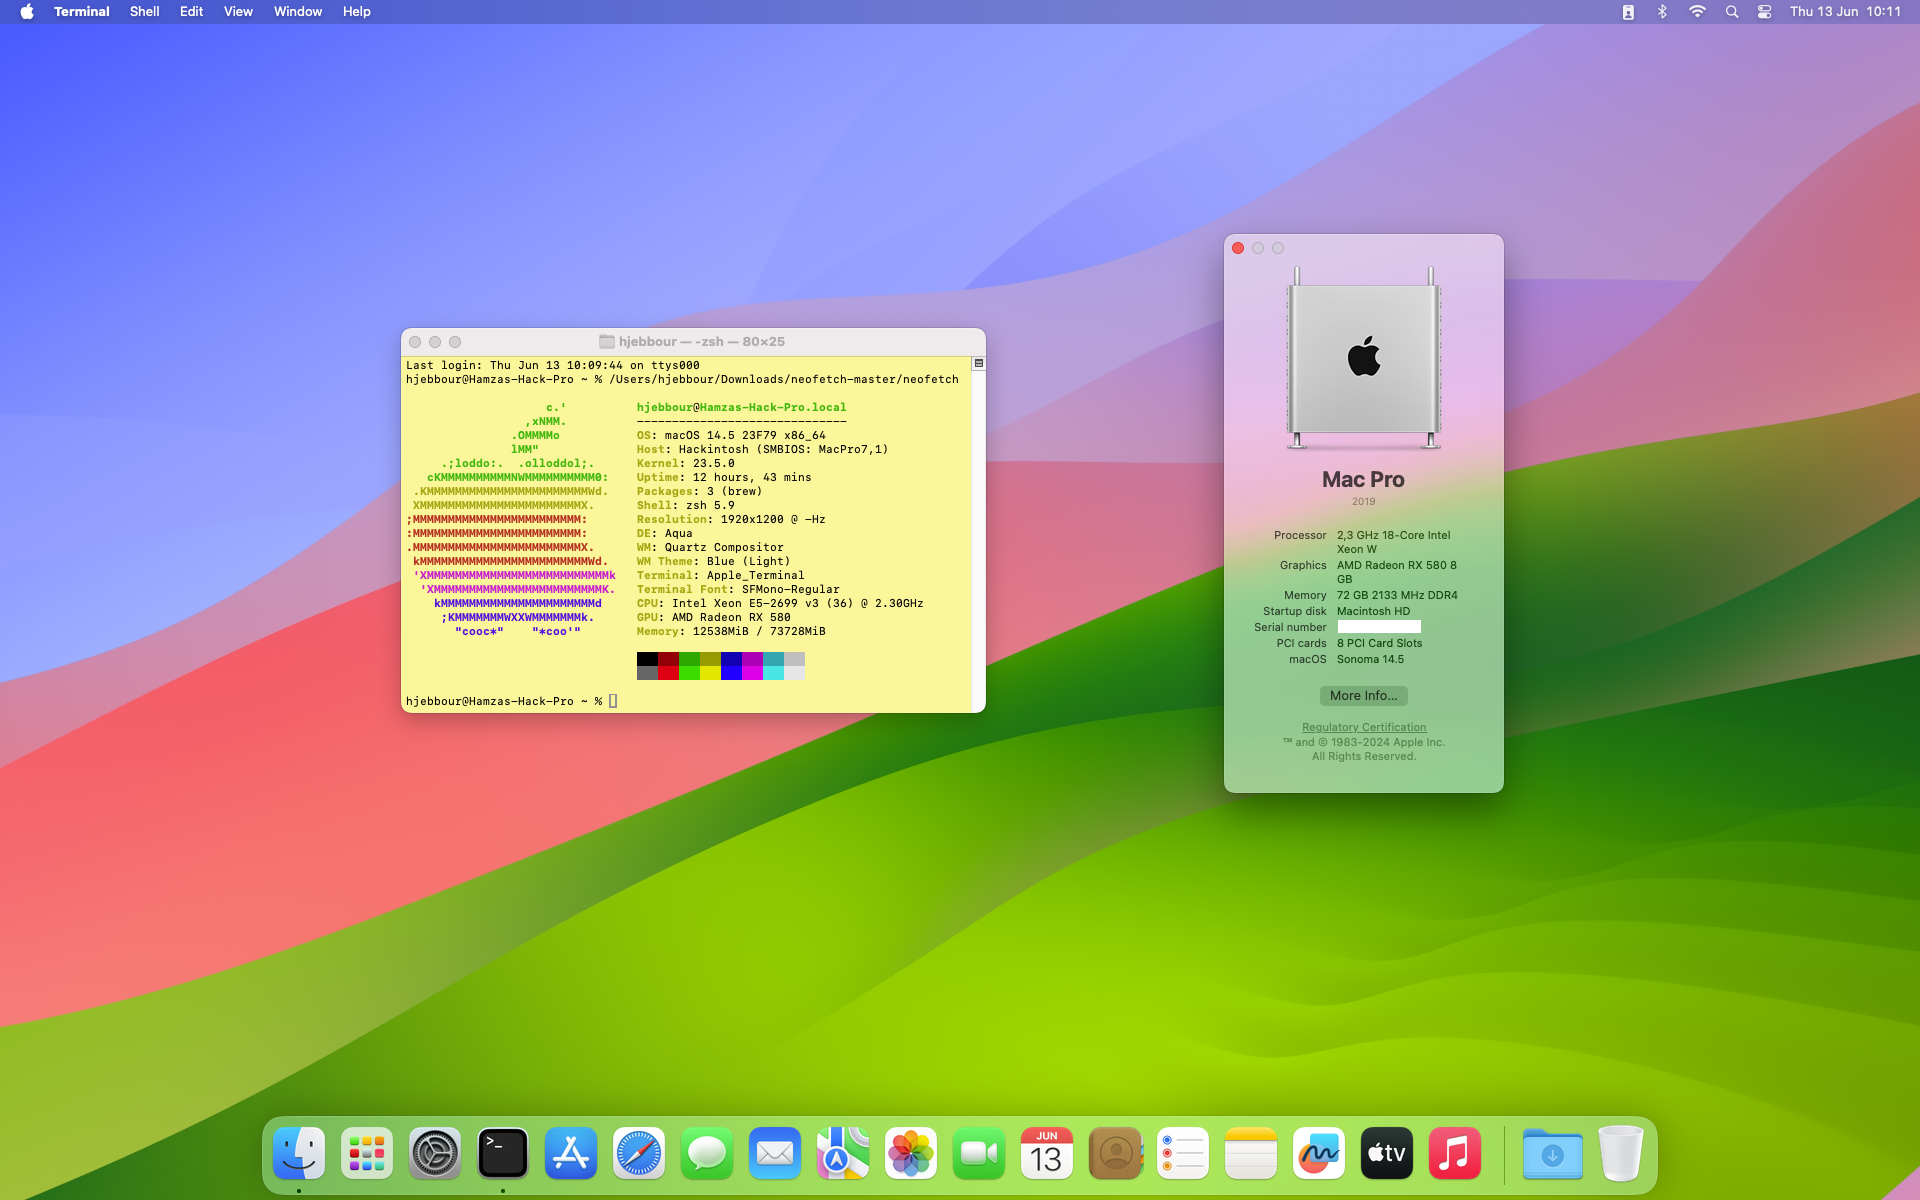 Terminal Shell Edit View Window Help Thu 13 Jun 10:11
hjebbour — -zsh — 80×25
Last login: Thu Jun 13 10:09:44 on ttys000
hjebbour@Hamzas-Hack-Pro ~ % /Users/hjebbour/Downloads/neofetch-master/neofetch
c.' hjebbour@Hamzas-Hack-Pro.local
,xNMM. ------------------------------
.OMMMMo OS: macOS 14.5 23F79 x86_64
lMM" Host: Hackintosh (SMBIOS: MacPro7,1)
.;loddo:. .olloddol;. Kernel: 23.5.0
cKMMMMMMMMMMNWMMMMMMMMMM0: Uptime: 12 hours, 43 mins
.KMMMMMMMMMMMMMMMMMMMMMMMWd. Packages: 3 (brew)
XMMMMMMMMMMMMMMMMMMMMMMMX. Shell: zsh 5.9
;MMMMMMMMMMMMMMMMMMMMMMMM: Resolution: 1920x1200 @ -Hz
:MMMMMMMMMMMMMMMMMMMMMMMM: DE: Aqua
.MMMMMMMMMMMMMMMMMMMMMMMMX. WM: Quartz Compositor
kMMMMMMMMMMMMMMMMMMMMMMMMWd. WM Theme: Blue (Light)
'XMMMMMMMMMMMMMMMMMMMMMMMMMMk Terminal: Apple_Terminal
'XMMMMMMMMMMMMMMMMMMMMMMMMK. Terminal Font: SFMono-Regular
kMMMMMMMMMMMMMMMMMMMMMMd CPU: Intel Xeon E5-2699 v3 (36) @ 2.30GHz
;KMMMMMMMWXXWMMMMMMMk. GPU: AMD Radeon RX 580
"cooc*" "*coo'" Memory: 12538MiB / 73728MiB
hjebbour@Hamzas-Hack-Pro ~ %
Mac Pro
2019
Processor 2,3 GHz 18-Core Intel
Xeon W
Graphics AMD Radeon RX 580 8
GB
Memory 72 GB 2133 MHz DDR4
Startup disk Macintosh HD
Serial number
PCI cards 8 PCI Card Slots
macOS Sonoma 14.5
More Info...
Regulatory Certification
™ and © 1983-2024 Apple Inc.
All Rights Reserved.
>_
JUN
13
tv